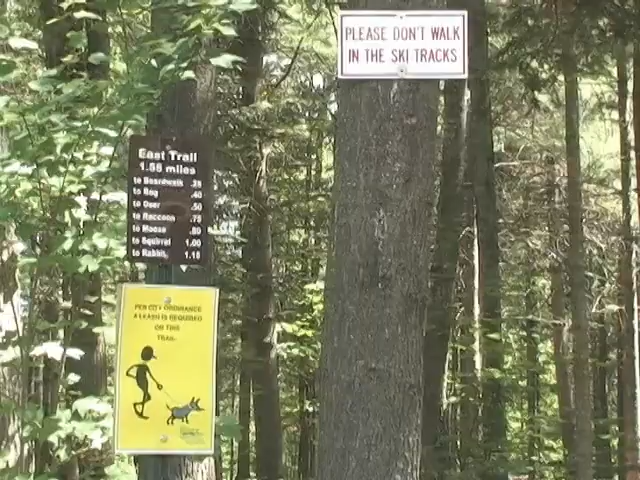 PLEASE DON'T WALK
IN THE SKI TRACKS
East Trail
1.58 miles
to Boardwalk .25
to Bog .40
to Deer .50
to Raccoon .75
to Moose .80
to Squirrel 1.00
to Rabbit 1.18
PER CITY ORDINANCE
A LEASH IS REQUIRED
ON THIS
TRAIL.